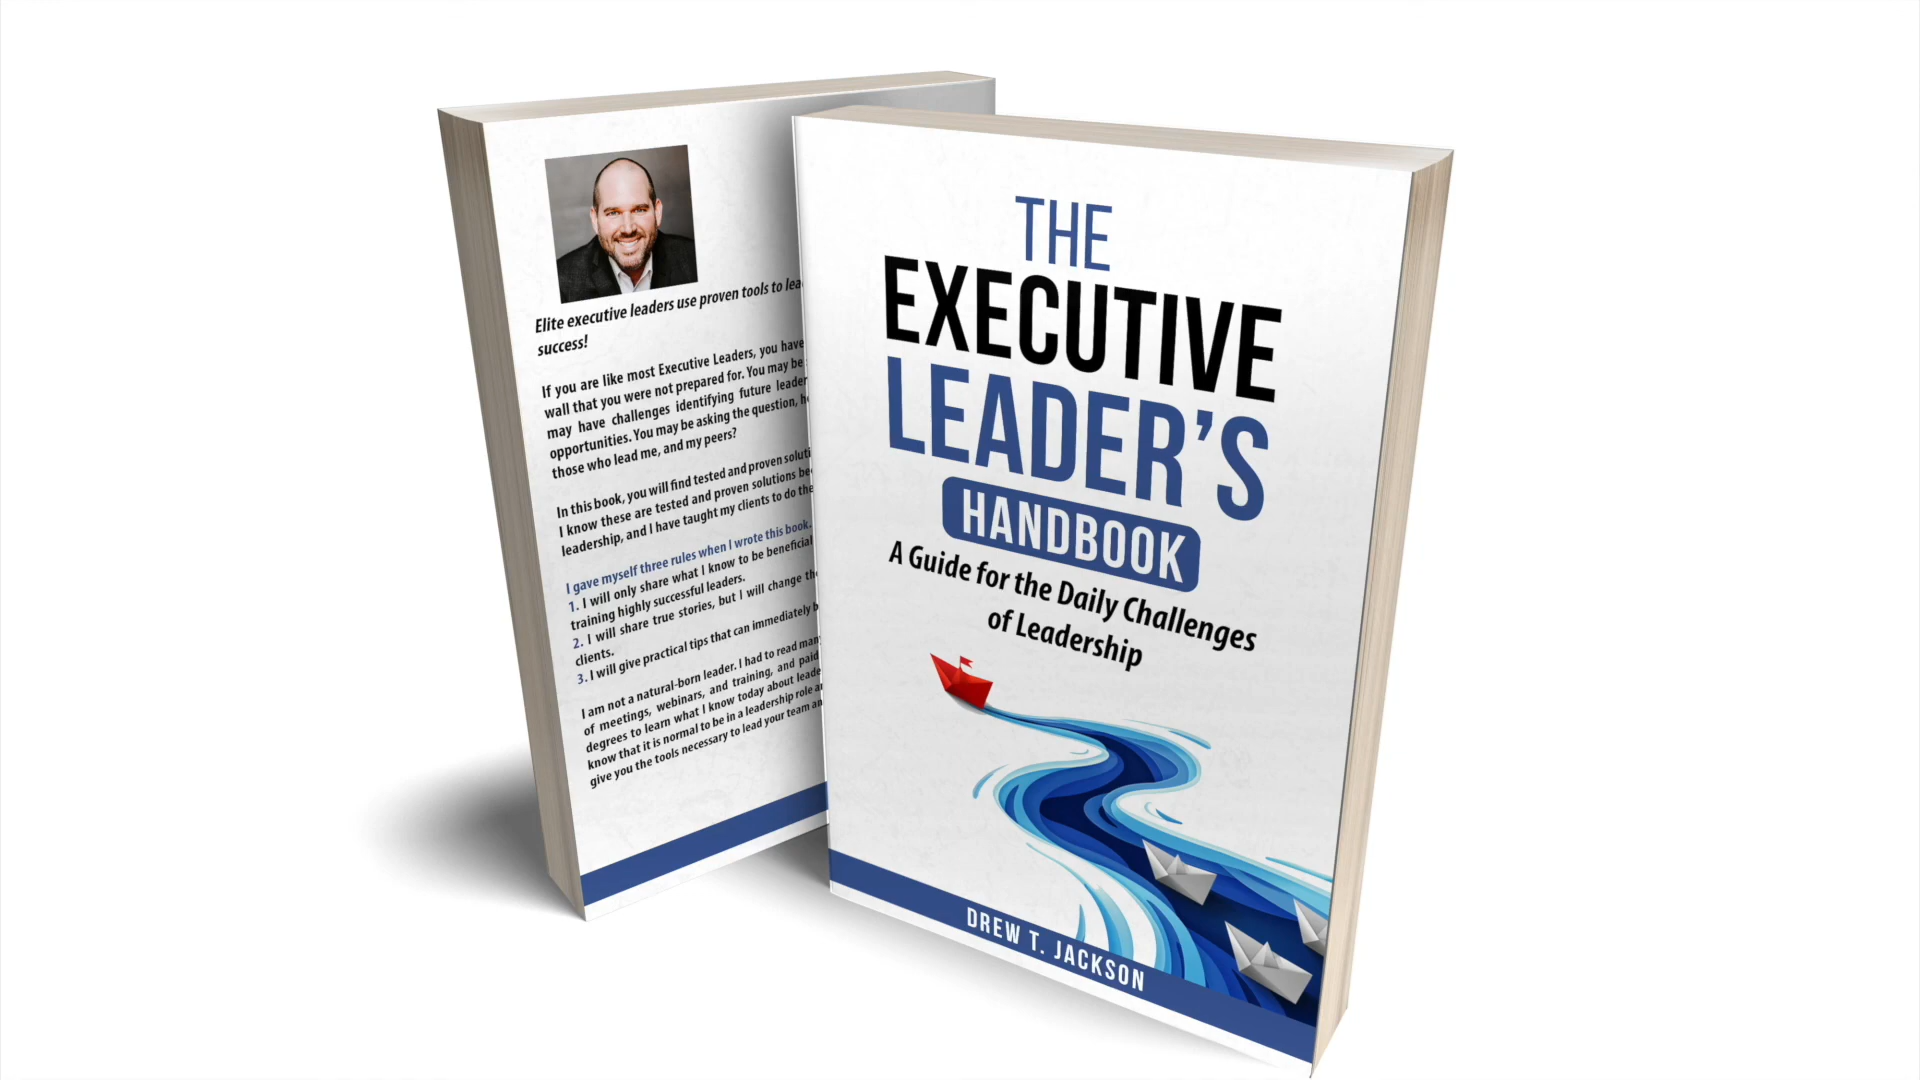 Elite executive leaders use proven tools to
success!
If you are like most Executive Leaders, you have
wall that you were not prepared for. You may be
may have challenges identifying future leader
opportunities. You may be asking the question,
those who lead me, and my peers?
In this book, you will find tested and proven
I know these are tested and proven solutions
leadership, and I have taught my clients to do the
I gave myself three rules when I wrote this book.
1. I will only share what I know to be beneficial
training highly successful leaders.
2. I will share true stories, but I will change
clients.
3. I will give practical tips that can immediately
I am not a natural-born leader. I had to read
of meetings, webinars, and training, and paid
degrees to learn what I know today about
know that it is normal to be in a leadership role
give you the tools necessary to lead your team
THE
EXECUTIVE
LEADER'S
HANDBOOK
A Guide for the Daily Challenges
of Leadership
DREW T. JACKSON